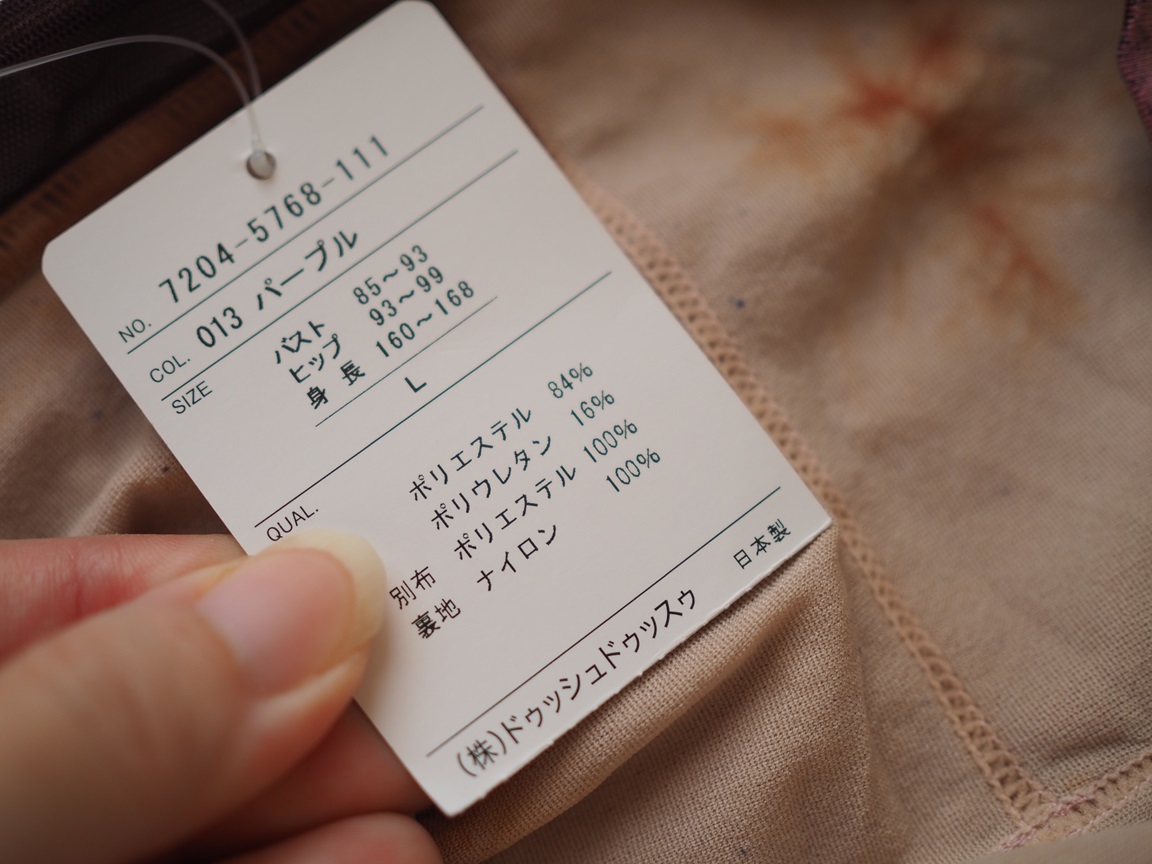 NO. 7204-5768-111
COL. 013 パープル
SIZE バスト 85～93
ヒップ 93～99
身長 160～168
L
QUAL. ポリエステル 84%
ポリウレタン 16%
別布 ポリエステル 100%
裏地 ナイロン 100%
日本製
(株)ドゥッシュドゥッスゥ